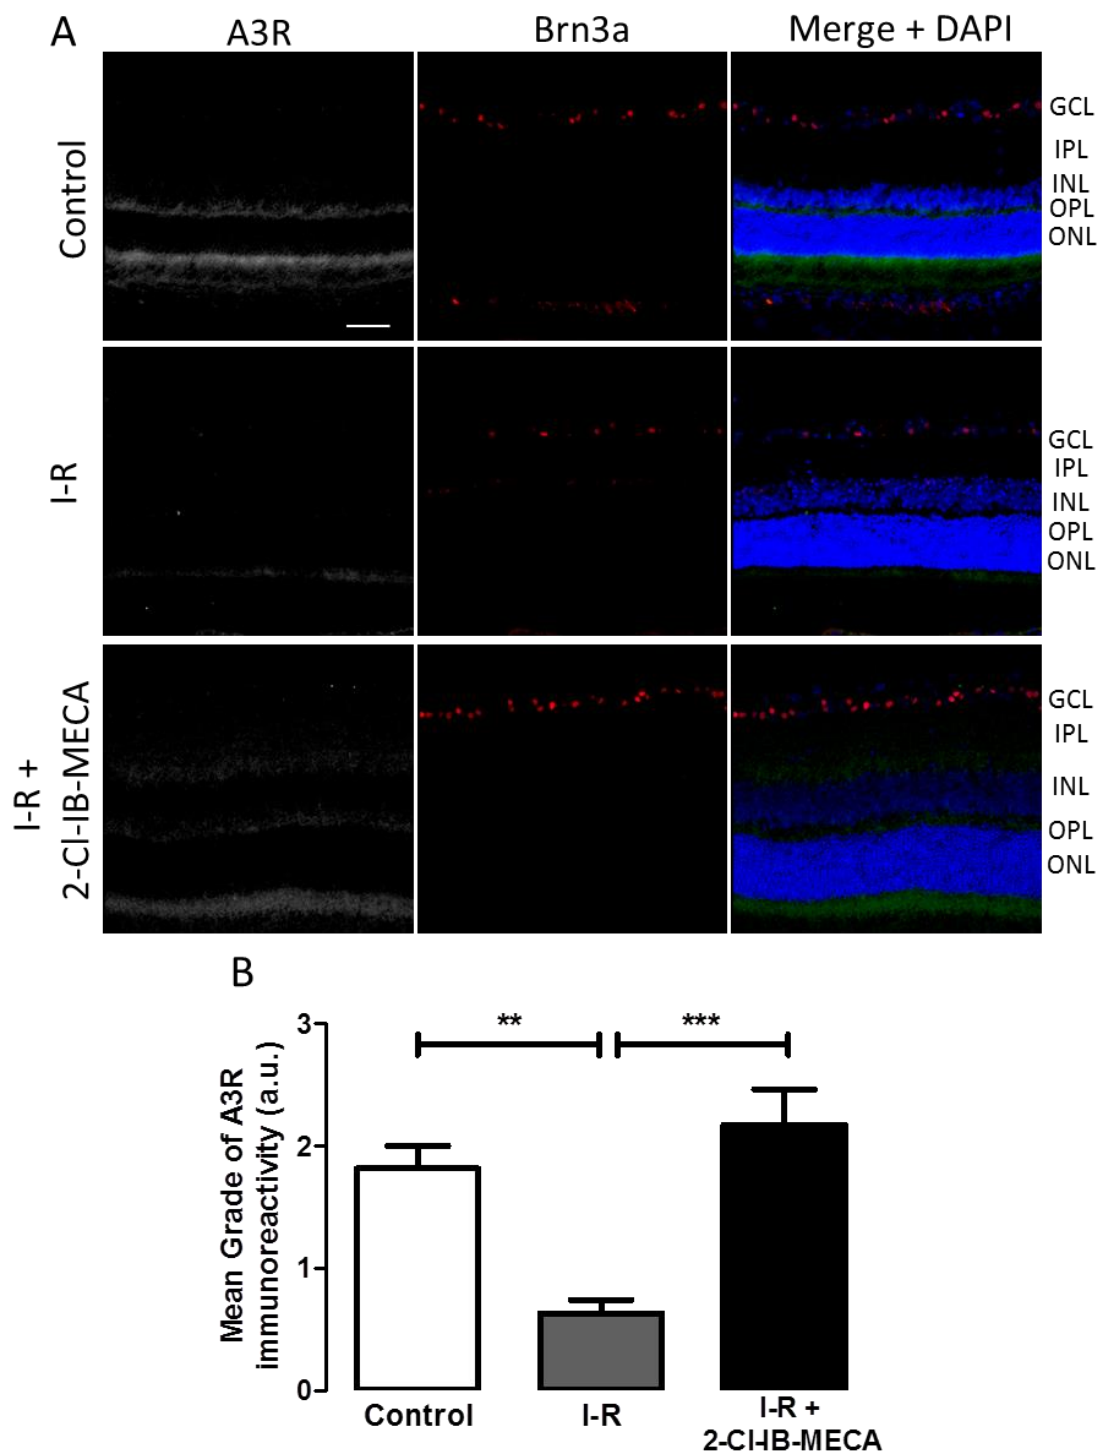 A
A3R Brn3a Merge + DAPI
Control
GCL
IPL
INL
OPL
ONL
I-R
GCL
IPL
INL
OPL
ONL
I-R +
2-Cl-IB-MECA
GCL
IPL
INL
OPL
ONL
B
Mean Grade of A3R
immunoreactivity (a.u.)
3
2
1
0
** ***
Control
I-R
I-R +
2-Cl-IB-MECA